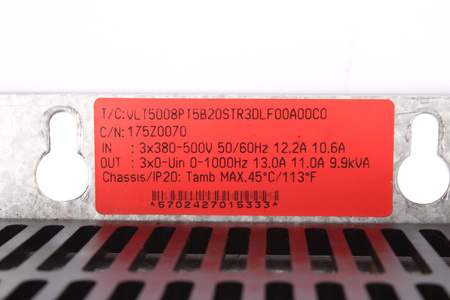 T/C:VLT5008PT5B20STR3DLF00A00C0
C/N:175Z0070
IN : 3x380-500V 50/60Hz 12.2A 10.6A
OUT : 3x0-Uin 0-1000Hz 13.0A 11.0A 9.9kVA
Chassis/IP20: Tamb MAX.45°C/113°F
*5702427015333*